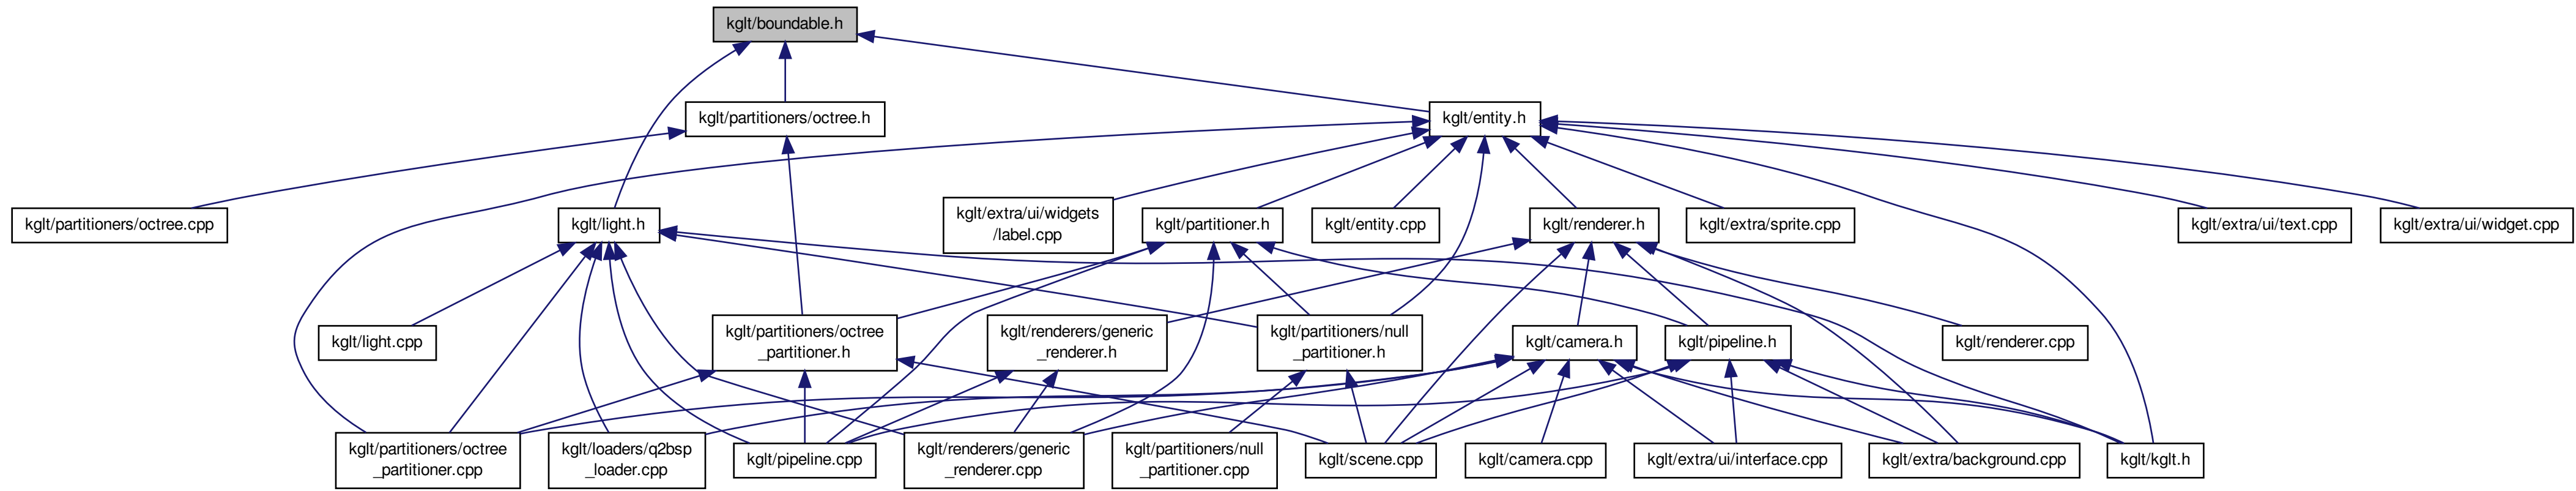 kglt/boundable.h
kglt/partitioners/octree.h
kglt/entity.h
kglt/partitioners/octree.cpp
kglt/light.h
kglt/extra/ui/widgets
/label.cpp
kglt/partitioner.h
kglt/entity.cpp
kglt/renderer.h
kglt/extra/sprite.cpp
kglt/extra/ui/text.cpp
kglt/extra/ui/widget.cpp
kglt/light.cpp
kglt/partitioners/octree
_partitioner.h
kglt/renderers/generic
_renderer.h
kglt/partitioners/null
_partitioner.h
kglt/camera.h
kglt/pipeline.h
kglt/renderer.cpp
kglt/partitioners/octree
_partitioner.cpp
kglt/loaders/q2bsp
_loader.cpp
kglt/pipeline.cpp
kglt/renderers/generic
_renderer.cpp
kglt/partitioners/null
_partitioner.cpp
kglt/scene.cpp
kglt/camera.cpp
kglt/extra/ui/interface.cpp
kglt/extra/background.cpp
kglt/kglt.h